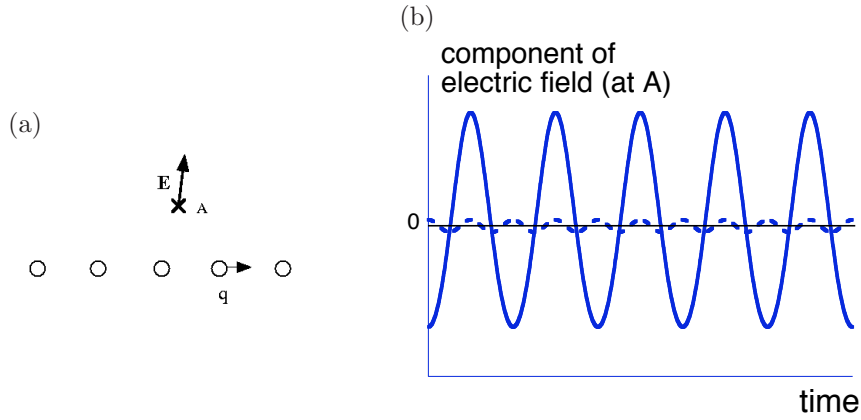 (a)
E
A
q
(b)
component of
electric field (at A)
0
time